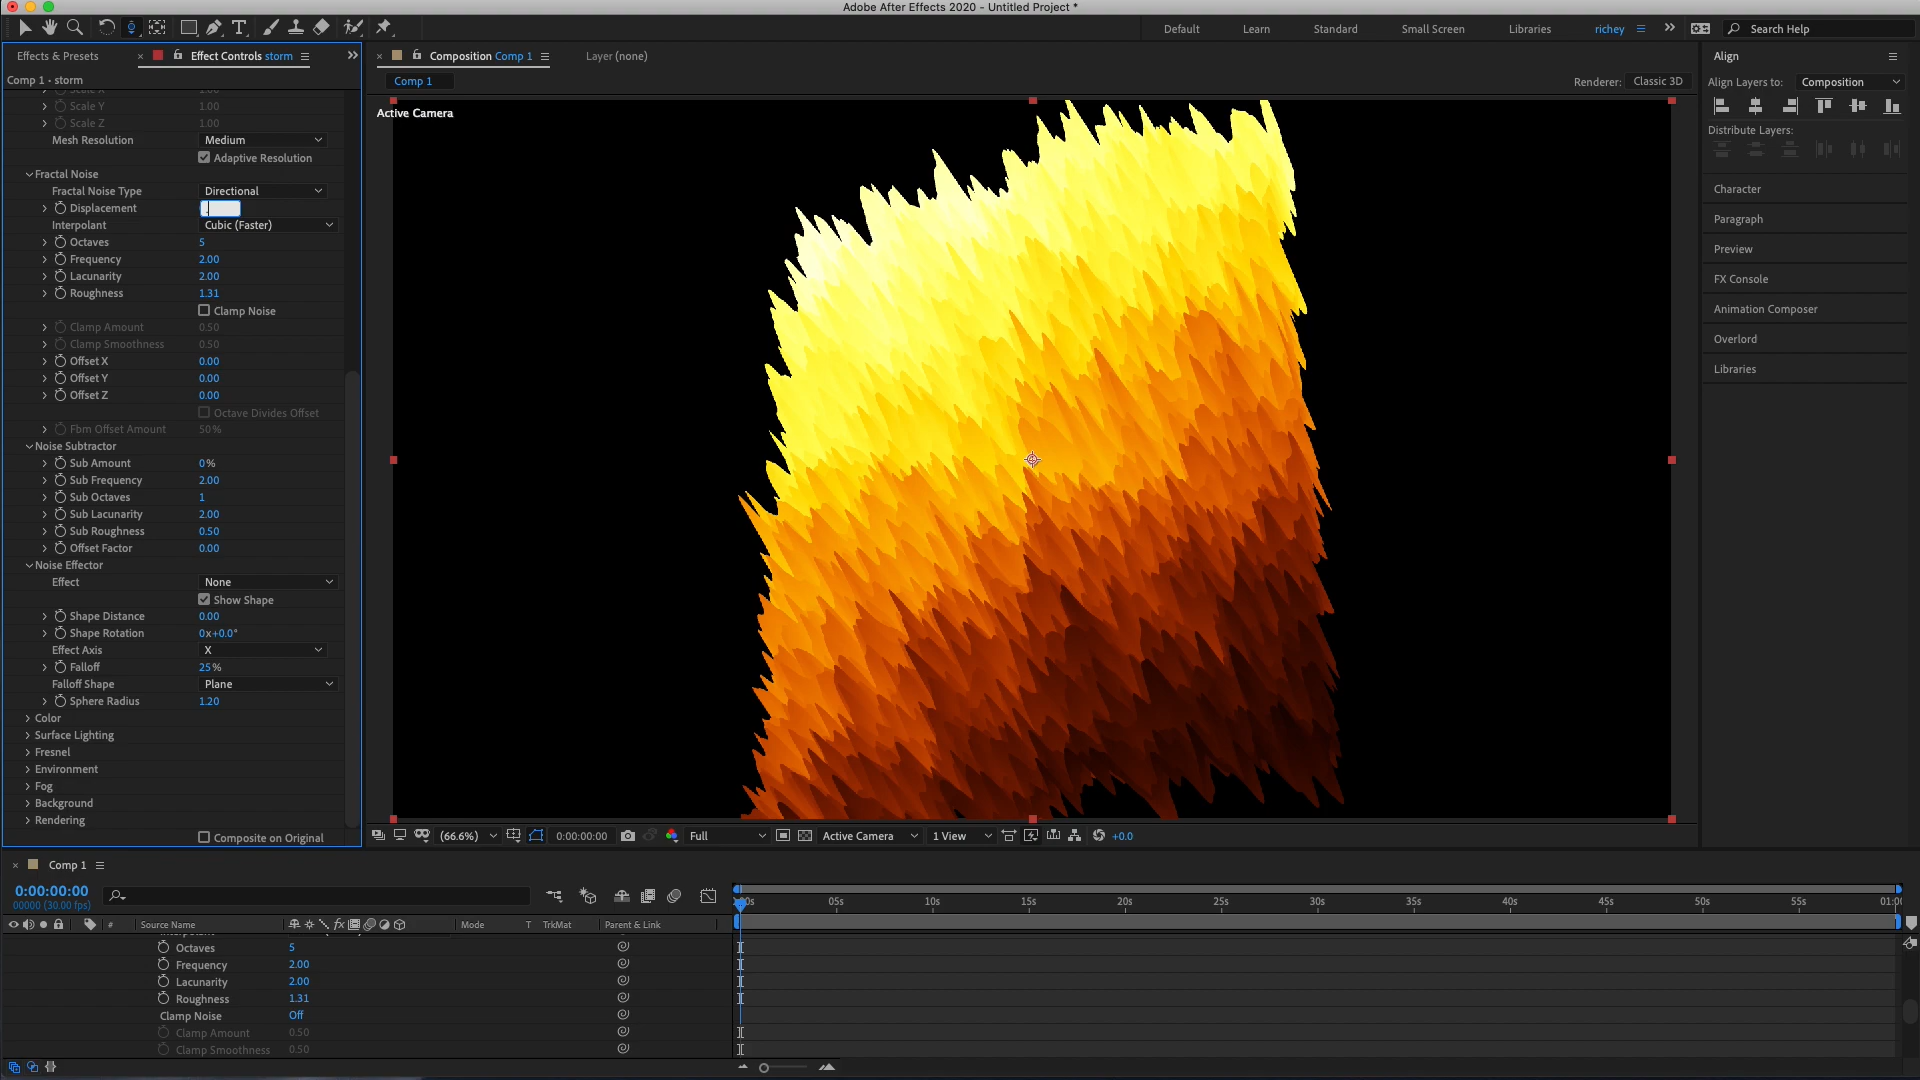 Adobe After Effects 2020 - Untitled Project *
Default
Learn
Standard
Small Screen
Libraries
richey
Search Help
Effects & Presets
Effect Controls storm
Composition Comp 1
Layer (none)
Align
Comp 1 • storm
Comp 1
Renderer: Classic 3D
Align Layers to: Composition
Active Camera
Distribute Layers:
Scale X 1.00
Scale Y 1.00
Scale Z 1.00
Mesh Resolution Medium
Adaptive Resolution
Fractal Noise
Fractal Noise Type Directional
Displacement
Interpolant Cubic (Faster)
Octaves 5
Frequency 2.00
Lacunarity 2.00
Roughness 1.31
Clamp Noise
Clamp Amount 0.50
Clamp Smoothness 0.50
Offset X 0.00
Offset Y 0.00
Offset Z 0.00
Octave Divides Offset
Fbm Offset Amount 50%
Noise Subtractor
Sub Amount 0%
Sub Frequency 2.00
Sub Octaves 1
Sub Lacunarity 2.00
Sub Roughness 0.50
Offset Factor 0.00
Noise Effector
Effect None
Show Shape
Shape Distance 0.00
Shape Rotation 0x+0.0°
Effect Axis X
Falloff 25%
Falloff Shape Plane
Sphere Radius 1.20
Color
Surface Lighting
Fresnel
Environment
Fog
Background
Rendering
Composite on Original
Character
Paragraph
Preview
FX Console
Animation Composer
Overlord
Libraries
(66.6%) 0:00:00:00 Full Active Camera 1 View +0.0
Comp 1
0:00:00:00
00000 (30.00 fps)
05s 10s 15s 20s 25s 30s 35s 40s 45s 50s 55s
# Source Name fx Mode T TrkMat Parent & Link
Octaves 5
Frequency 2.00
Lacunarity 2.00
Roughness 1.31
Clamp Noise Off
Clamp Amount 0.50
Clamp Smoothness 0.50